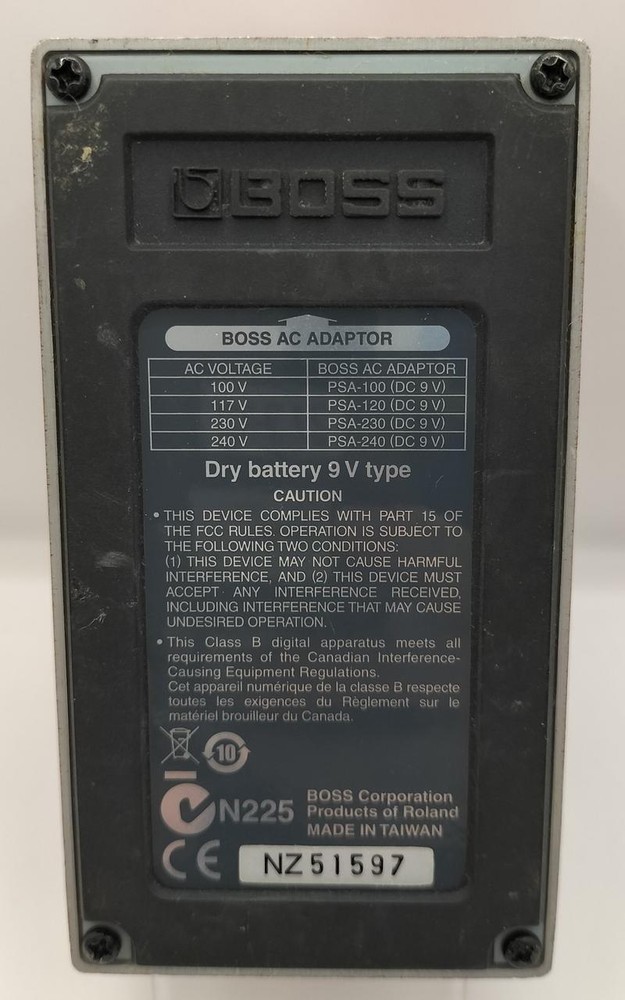 BOSS
BOSS AC ADAPTOR
AC VOLTAGE BOSS AC ADAPTOR
100 V PSA-100 (DC 9 V)
117 V PSA-120 (DC 9 V)
230 V PSA-230 (DC 9 V)
240 V PSA-240 (DC 9 V)
Dry battery 9 V type
CAUTION
• THIS DEVICE COMPLIES WITH PART 15 OF
THE FCC RULES. OPERATION IS SUBJECT TO
THE FOLLOWING TWO CONDITIONS:
(1) THIS DEVICE MAY NOT CAUSE HARMFUL
INTERFERENCE, AND (2) THIS DEVICE MUST
ACCEPT ANY INTERFERENCE RECEIVED,
INCLUDING INTERFERENCE THAT MAY CAUSE
UNDESIRED OPERATION.
• This Class B digital apparatus meets all
requirements of the Canadian Interference-
Causing Equipment Regulations.
Cet appareil numérique de la classe B respecte
toutes les exigences du Règlement sur le
matériel brouilleur du Canada.
10
N225
BOSS Corporation
Products of Roland
MADE IN TAIWAN
CE
NZ51597